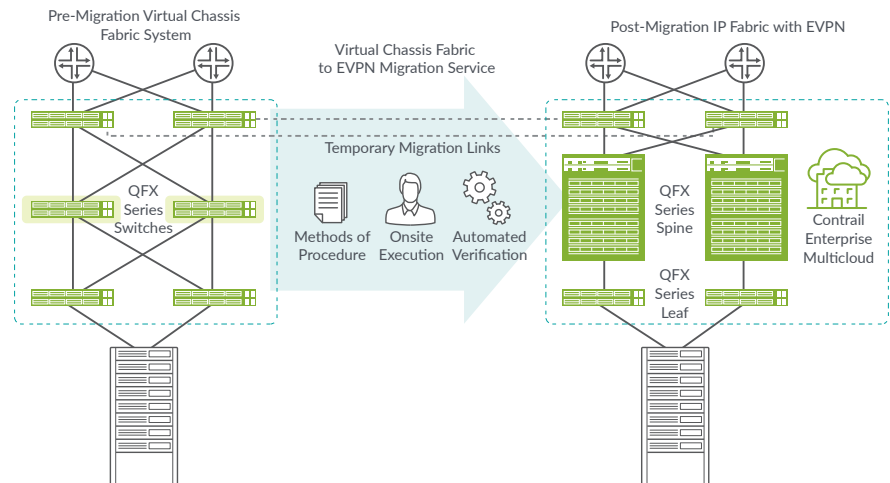 Pre-Migration Virtual Chassis
Fabric System
Virtual Chassis Fabric
to EVPN Migration Service
Post-Migration IP Fabric with EVPN
Temporary Migration Links
QFX
Series
Switches
Methods of
Procedure
Onsite
Execution
Automated
Verification
QFX
Series
Spine
Contrail
Enterprise
Multicloud
QFX
Series
Leaf